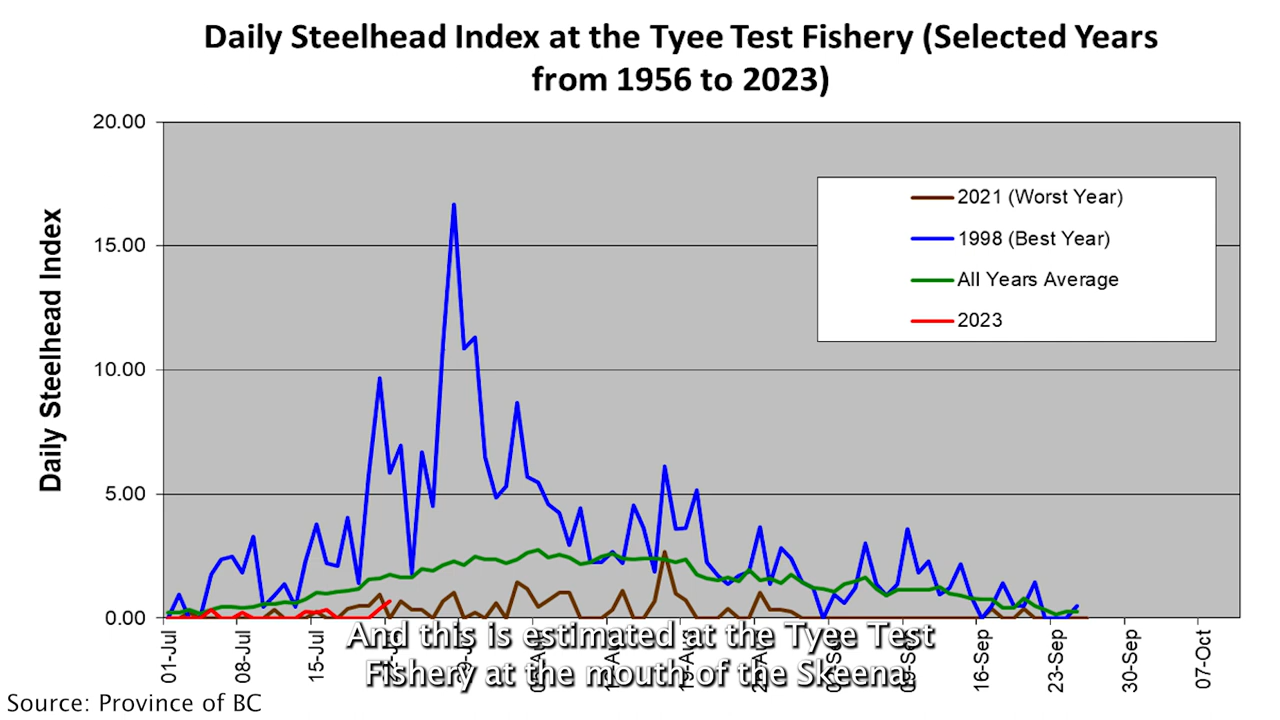 Daily Steelhead Index at the Tyee Test Fishery (Selected Years
from 1956 to 2023)
20.00
15.00
10.00
5.00
0.00
Daily Steelhead Index
2021 (Worst Year)
1998 (Best Year)
All Years Average
2023
01-Jul
08-Jul
15-Jul
16-Sep
23-Sep
30-Sep
07-Oct
And this is estimated at the Tyee Test
Fishery at the mouth of the Skeena.
Source: Province of BC